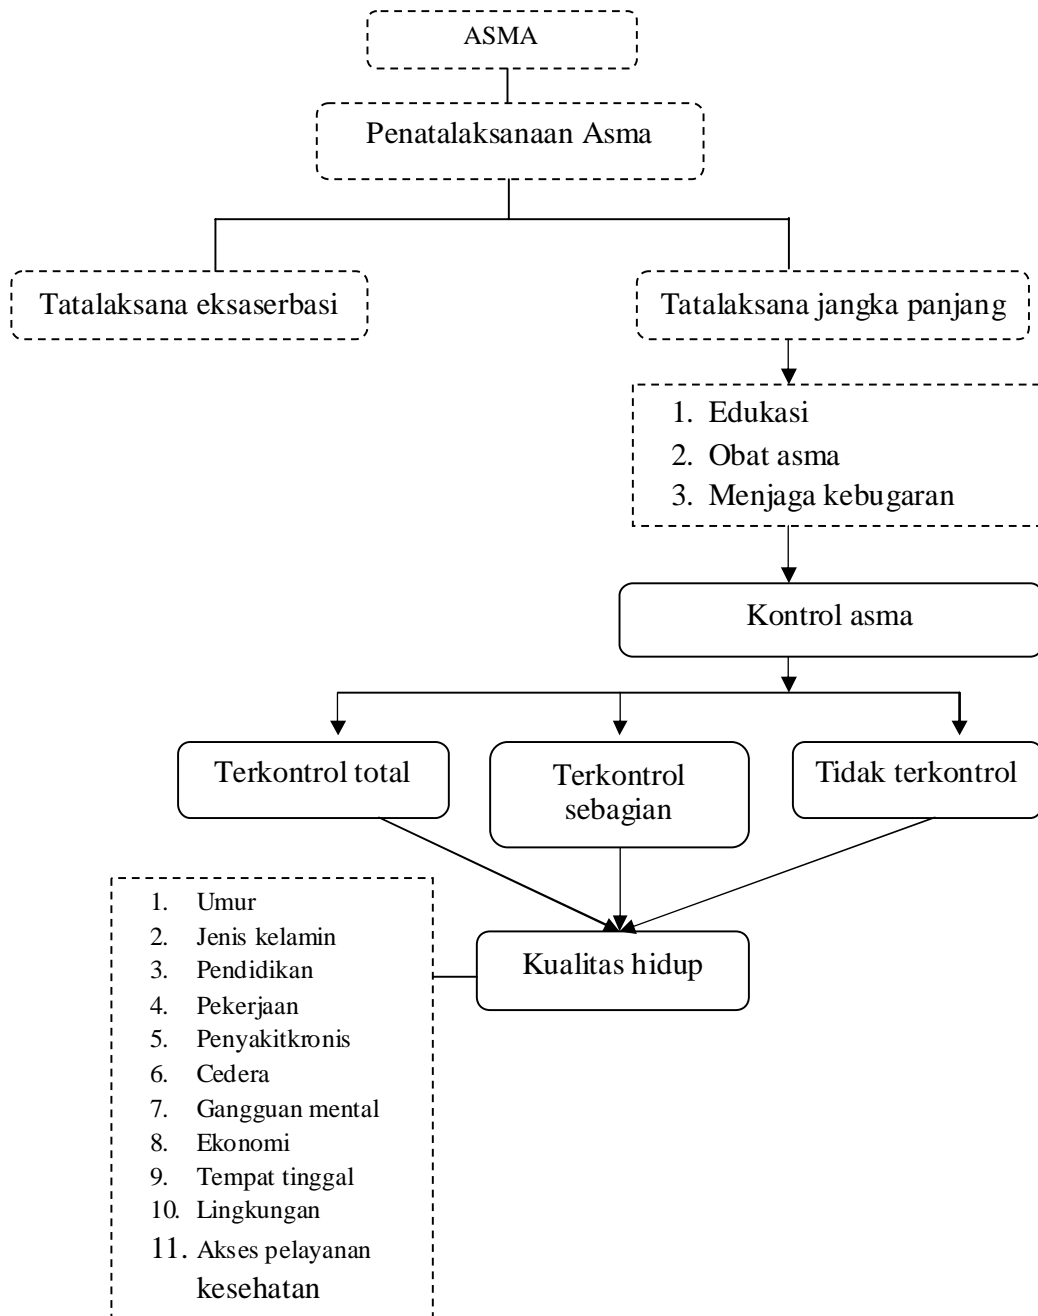 ASMA
Penatalaksanaan Asma
Tatalaksana eksaserbasi
Tatalaksana jangka panjang
1. Edukasi
2. Obat asma
3. Menjaga kebugaran
Kontrol asma
Terkontrol total
Terkontrol
sebagian
Tidak terkontrol
1. Umur
2. Jenis kelamin
3. Pendidikan
4. Pekerjaan
5. Penyakitkronis
6. Cedera
7. Gangguan mental
8. Ekonomi
9. Tempat tinggal
10. Lingkungan
11. Akses pelayanan
kesehatan
Kualitas hidup